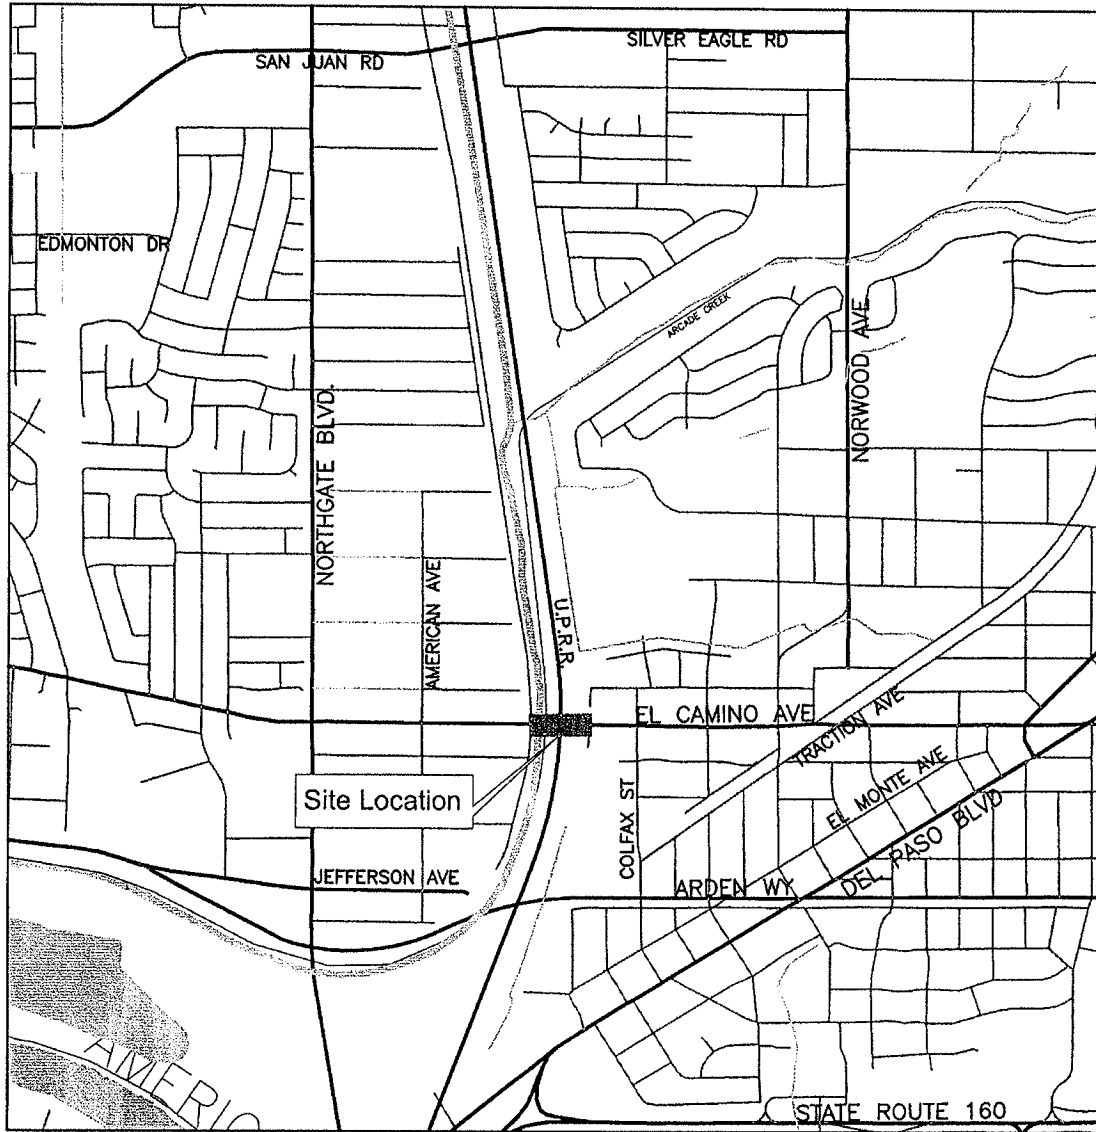 SILVER EAGLE RD
SAN JUAN RD
EDMONTON DR
ARCADE CREEK
NORWOOD AVE
NORTHGATE BLVD.
AMERICAN AVE
U.P.R.R.
EL CAMINO AVE
TRACTION AVE
EL MONTE AVE
Site Location
COLFAX ST
DEL PASO BLVD
JEFFERSON AVE
ARDEN WY
AMERIC
STATE ROUTE 160